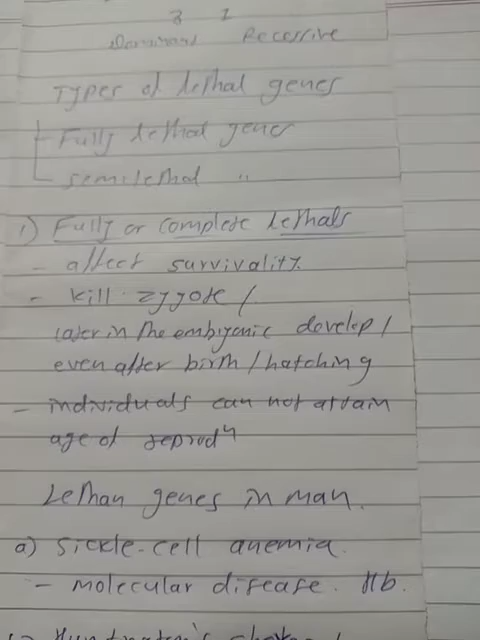 3 1
Dominant Recessive
Types of lethal genes
Fully lethal genes
semilethal "
1) Fully or complete lethals
- affect survivality.
- kill zygote /
later in the embryonic develop /
even after birth / hatching
- individuals can not attain
age of reprodⁿ
Lethan genes in man.
a) Sickle-cell anemia.
- molecular disease. Hb.